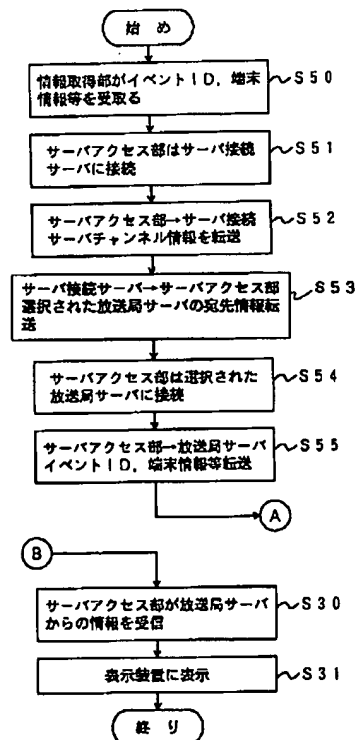 始 め
情報取得部がイベントID,端末
情報等を受取る
S50
サーバアクセス部はサーバ接続
サーバに接続
S51
サーバアクセス部→サーバ接続
サーバチャンネル情報を転送
S52
サーバ接続サーバ→サーバアクセス部
選択された放送局サーバの宛先情報転
送
S53
サーバアクセス部は選択された
放送局サーバに接続
S54
サーバアクセス部→放送局サーバ
イベントID,端末情報等転送
S55
A
B
サーバアクセス部が放送局サーバ
からの情報を受信
S30
表示装置に表示
S31
終 り